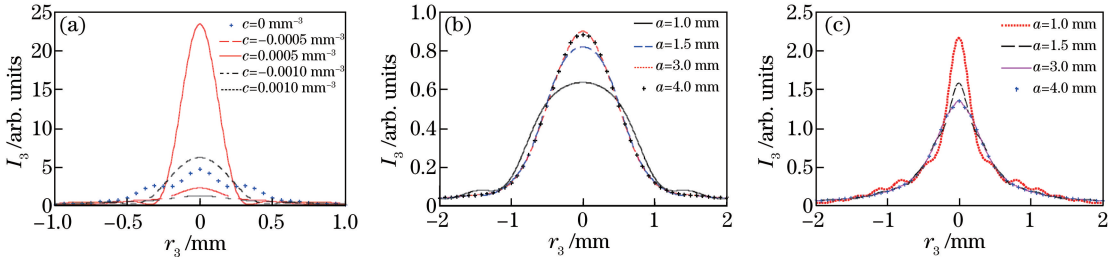 (a)
c=0 mm⁻³
c=−0.0005 mm⁻³
c=0.0005 mm⁻³
c=−0.0010 mm⁻³
c=0.0010 mm⁻³
25
20
15
10
5
0
I₃/arb. units
−1.0 −0.5 0 0.5 1.0
r₃/mm
(b)
a=1.0 mm
a=1.5 mm
a=3.0 mm
a=4.0 mm
1.0
0.8
0.6
0.4
0.2
0
I₃/arb. units
−2 −1 0 1 2
r₃/mm
(c)
a=1.0 mm
a=1.5 mm
a=3.0 mm
a=4.0 mm
2.5
2.0
1.5
1.0
0.5
0
I₃/arb. units
−2 −1 0 1 2
r₃/mm